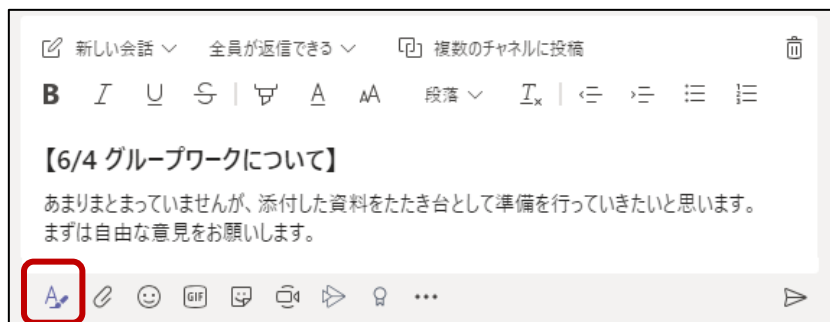 新しい会話 全員が返信できる 複数のチャネルに投稿
B I U S A AA 段落 Tx
【6/4 グループワークについて】
あまりまとまっていませんが、添付した資料をたたき台として準備を行っていきたいと思います。
まずは自由な意見をお願いします。
A GIF